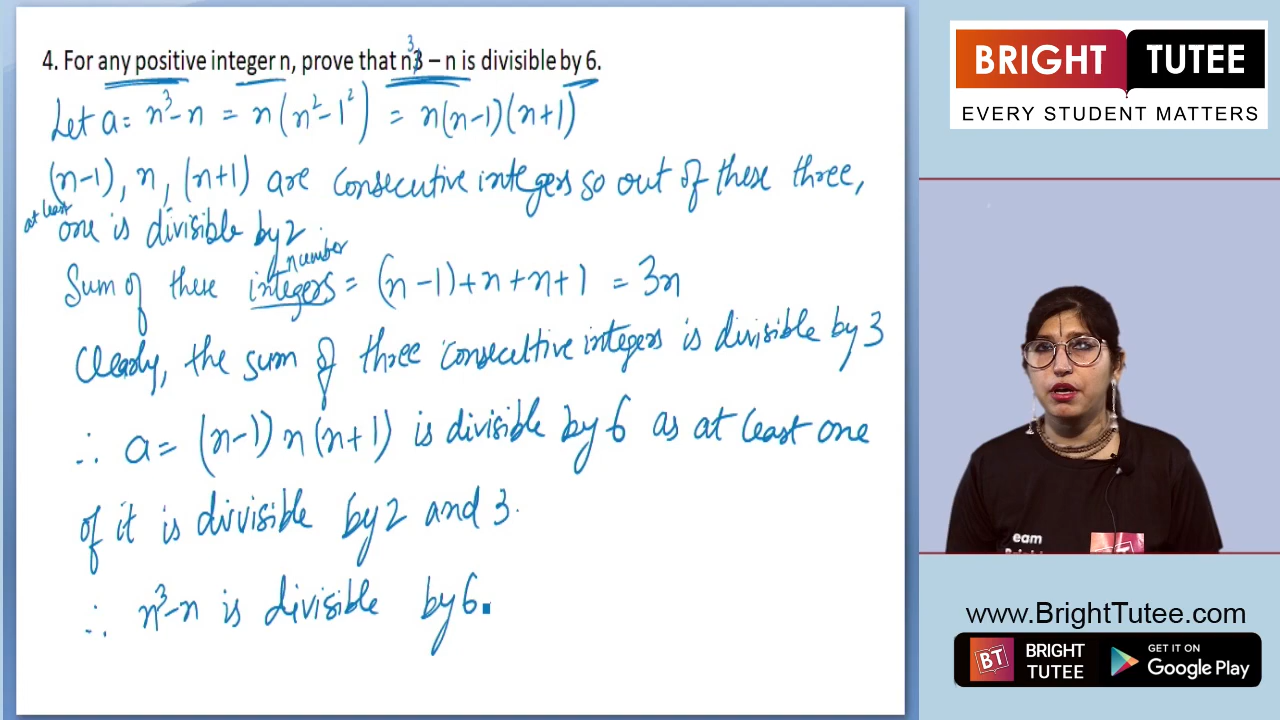 4. For any positive integer n, prove that n³ – n is divisible by 6.
Let a = n³-n = n(n²-1²) = n(n-1)(n+1)
(n-1), n, (n+1) are consecutive integers so out of these three,
at least
one is divisible by 2.
number
Sum of these integers = (n-1)+n+n+1 = 3n
Clearly, the sum of three consecutive integers is divisible by 3
∴ a = (n-1) n (n+1) is divisible by 6 as at least one
of it is divisible by 2 and 3.
∴ n³-n is divisible by 6.
BRIGHT TUTEE
EVERY STUDENT MATTERS
eam
www.BrightTutee.com
BT BRIGHT TUTEE
GET IT ON
Google Play